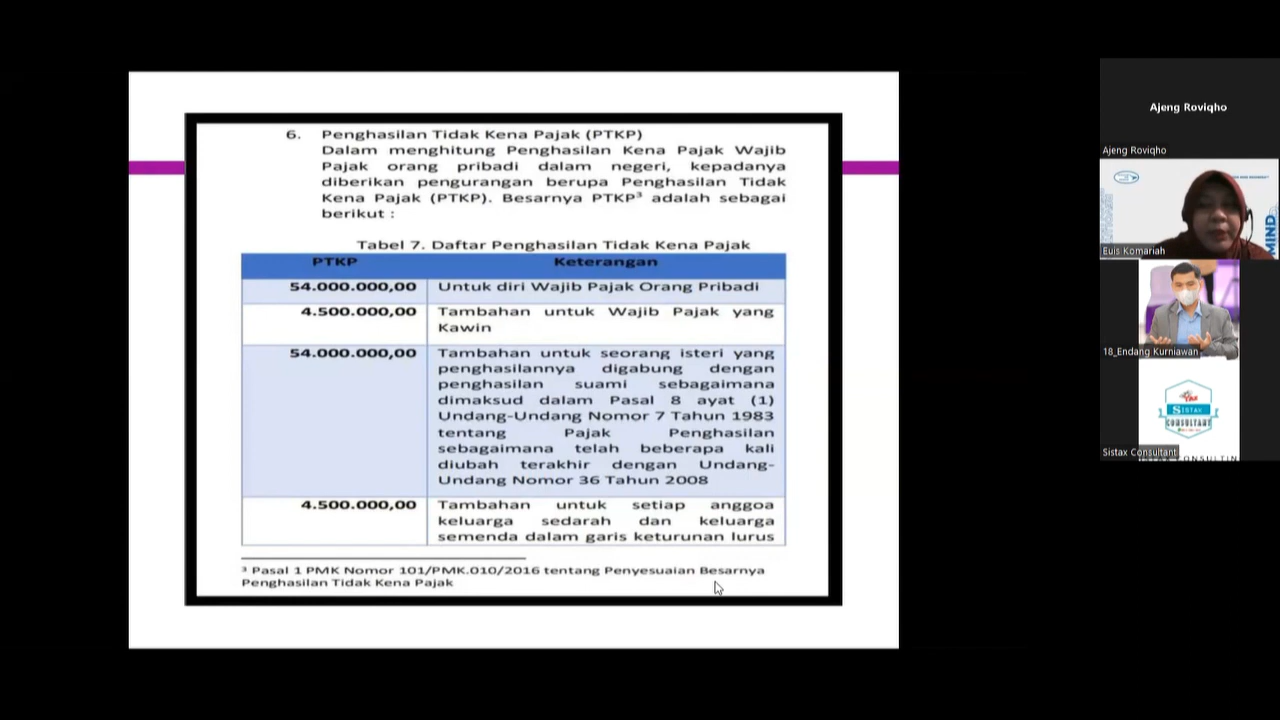 6. Penghasilan Tidak Kena Pajak (PTKP)
Dalam menghitung Penghasilan Kena Pajak Wajib
Pajak orang pribadi dalam negeri, kepadanya
diberikan pengurangan berupa Penghasilan Tidak
Kena Pajak (PTKP). Besarnya PTKP³ adalah sebagai
berikut :
Tabel 7. Daftar Penghasilan Tidak Kena Pajak
PTKP Keterangan
54.000.000,00 Untuk diri Wajib Pajak Orang Pribadi
4.500.000,00 Tambahan untuk Wajib Pajak yang
Kawin
54.000.000,00 Tambahan untuk seorang isteri yang
penghasilannya digabung dengan
penghasilan suami sebagaimana
dimaksud dalam Pasal 8 ayat (1)
Undang-Undang Nomor 7 Tahun 1983
tentang Pajak Penghasilan
sebagaimana telah beberapa kali
diubah terakhir dengan Undang-
Undang Nomor 36 Tahun 2008
4.500.000,00 Tambahan untuk setiap anggoa
keluarga sedarah dan keluarga
semenda dalam garis keturunan lurus
³ Pasal 1 PMK Nomor 101/PMK.010/2016 tentang Penyesuaian Besarnya
Penghasilan Tidak Kena Pajak
Ajeng Roviqho
Ajeng Roviqho
MIND
Euis Komariah
18_Endang Kurniawan
SISTAX
CONSULTANT
Sistax Consultant